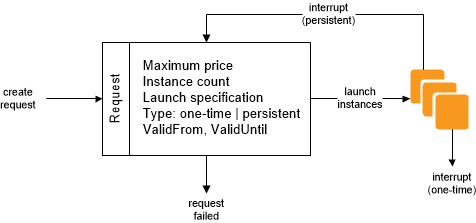 interrupt
(persistent)
create
request
Request
Maximum price
Instance count
Launch specification
Type: one-time | persistent
ValidFrom, ValidUntil
launch
instances
interrupt
(one-time)
request
failed